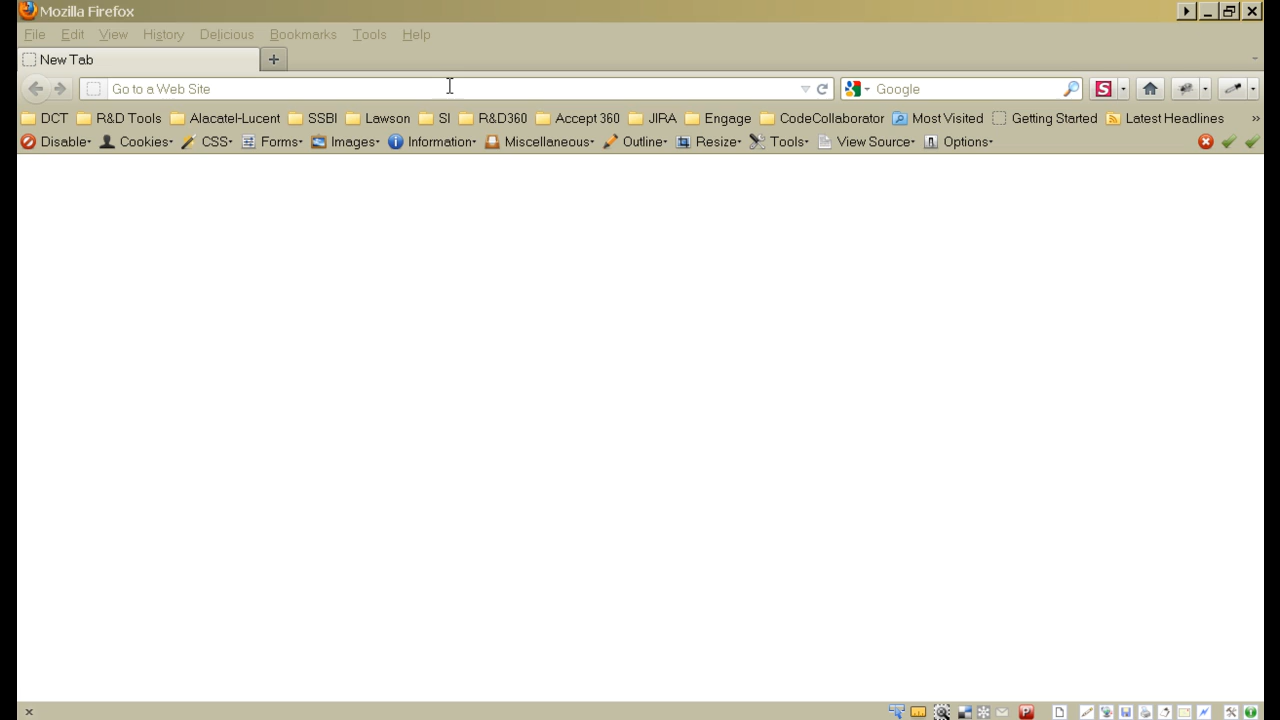 Mozilla Firefox
File Edit View History Delicious Bookmarks Tools Help
New Tab
Go to a Web Site Google
DCT R&D Tools Alacatel-Lucent SSBI Lawson SI R&D360 Accept 360 JIRA Engage CodeCollaborator Most Visited Getting Started Latest Headlines »
Disable Cookies CSS Forms Images Information Miscellaneous Outline Resize Tools View Source Options